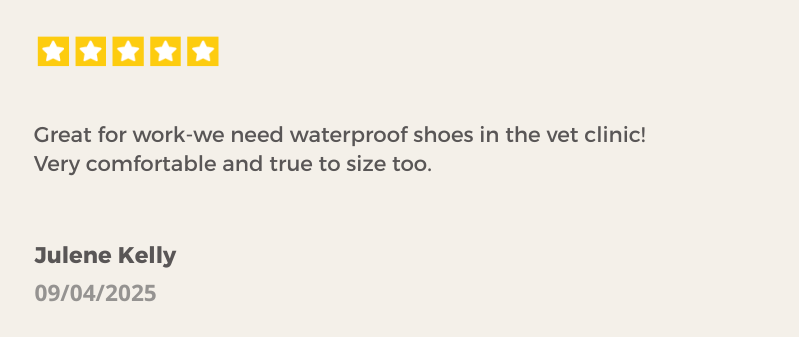 Great for work-we need waterproof shoes in the vet clinic!
Very comfortable and true to size too.
Julene Kelly
09/04/2025